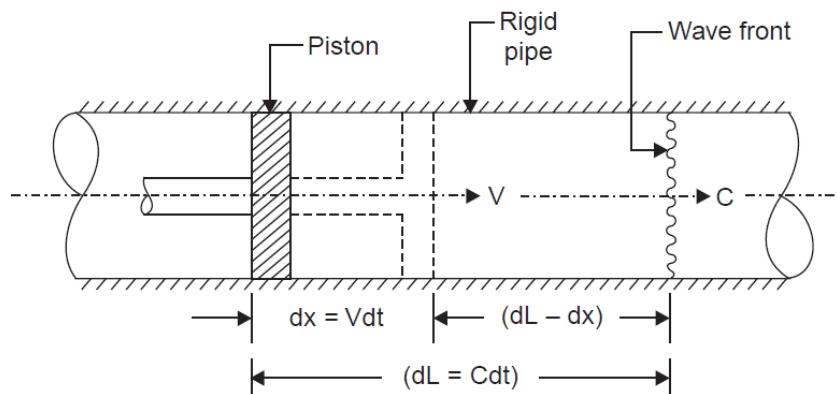 Piston
Rigid
pipe
Wave front
V
C
dx = Vdt
(dL – dx)
(dL = Cdt)